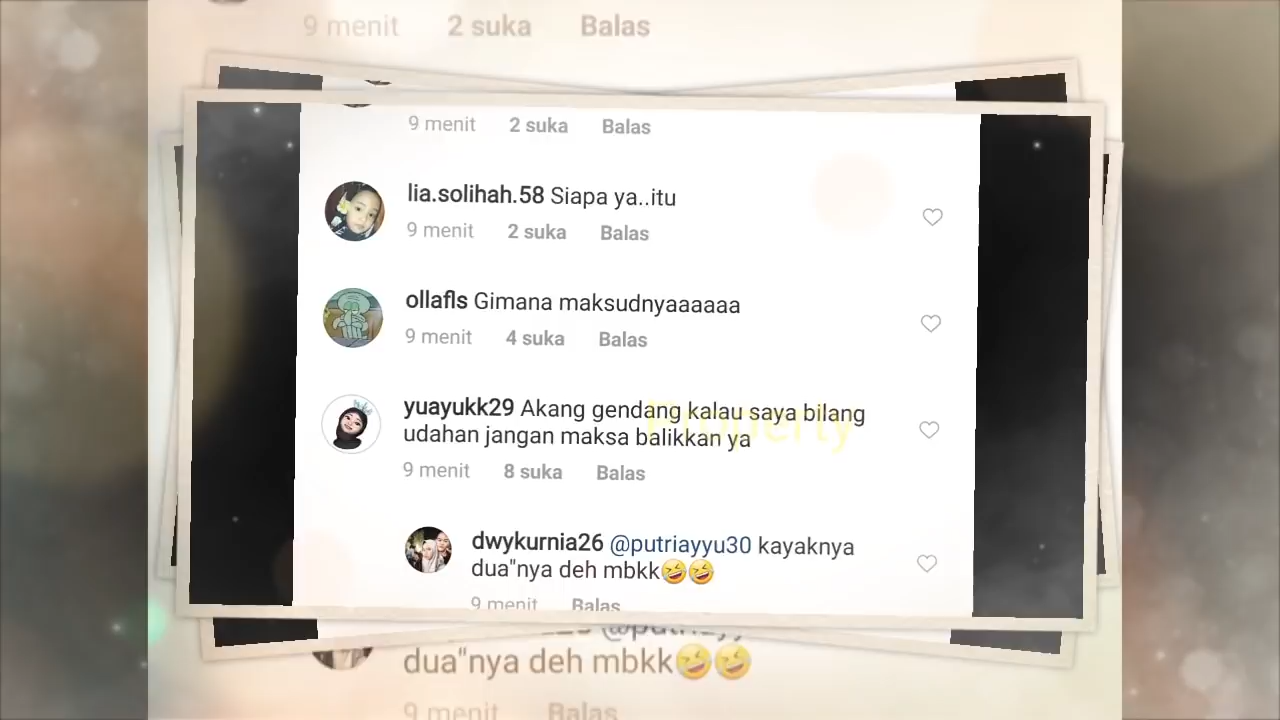 9 menit 2 suka Balas
9 menit 2 suka Balas
lia.solihah.58 Siapa ya..itu
9 menit 2 suka Balas
ollafls Gimana maksudnyaaaaaa
9 menit 4 suka Balas
yuayukk29 Akang gendang kalau saya bilang
udahan jangan maksa balikkan ya
Property
9 menit 8 suka Balas
dwykurnia26 @putriayyu30 kayaknya
dua"nya deh mbkk🤣🤣
9 menit Balas
dua"nya deh mbkk🤣🤣
9 menit Balas